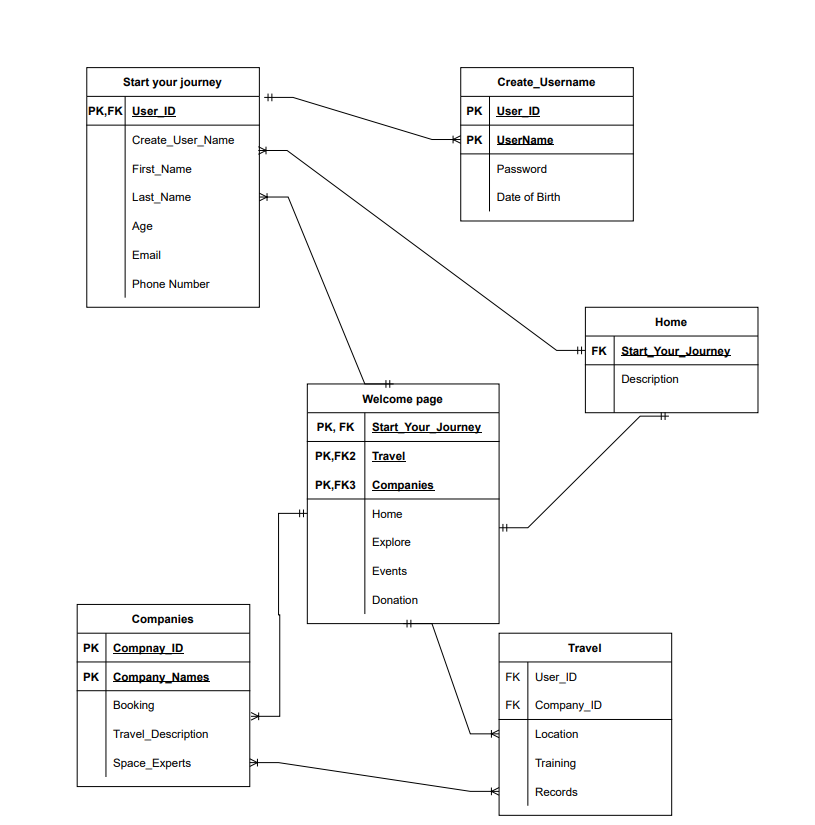 Start your journey
PK,FK User_ID
Create_User_Name
First_Name
Last_Name
Age
Email
Phone Number
Create_Username
PK User_ID
PK UserName
Password
Date of Birth
Home
FK Start_Your_Journey
Description
Welcome page
PK, FK Start_Your_Journey
PK,FK2 Travel
PK,FK3 Companies
Home
Explore
Events
Donation
Companies
PK Compnay_ID
PK Company_Names
Booking
Travel_Description
Space_Experts
Travel
FK User_ID
FK Company_ID
Location
Training
Records